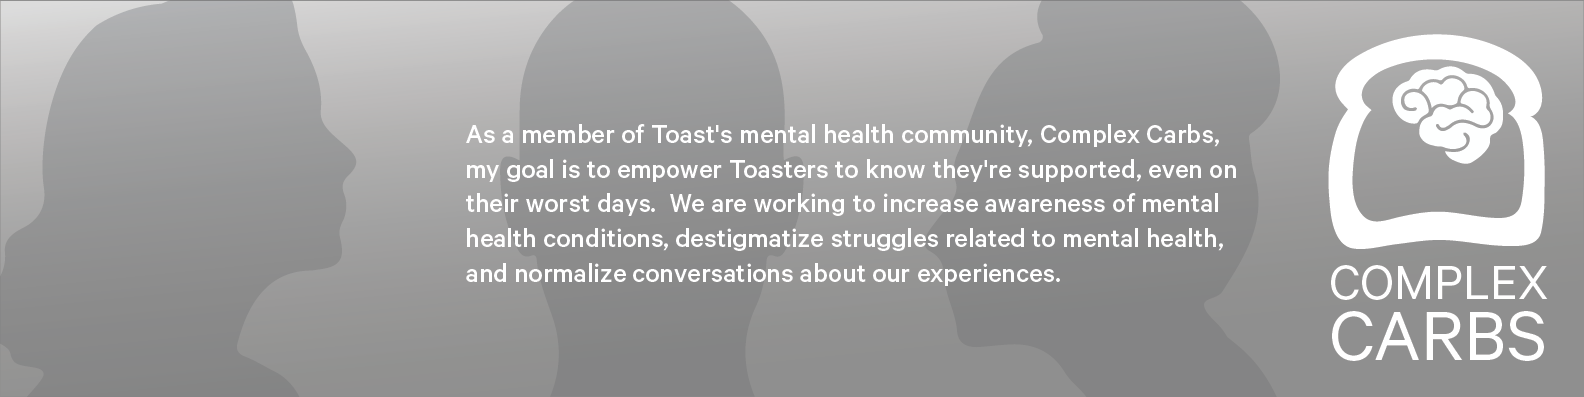 As a member of Toast's mental health community, Complex Carbs,
my goal is to empower Toasters to know they're supported, even on
their worst days.  We are working to increase awareness of mental
health conditions, destigmatize struggles related to mental health,
and normalize conversations about our experiences.
COMPLEX
CARBS